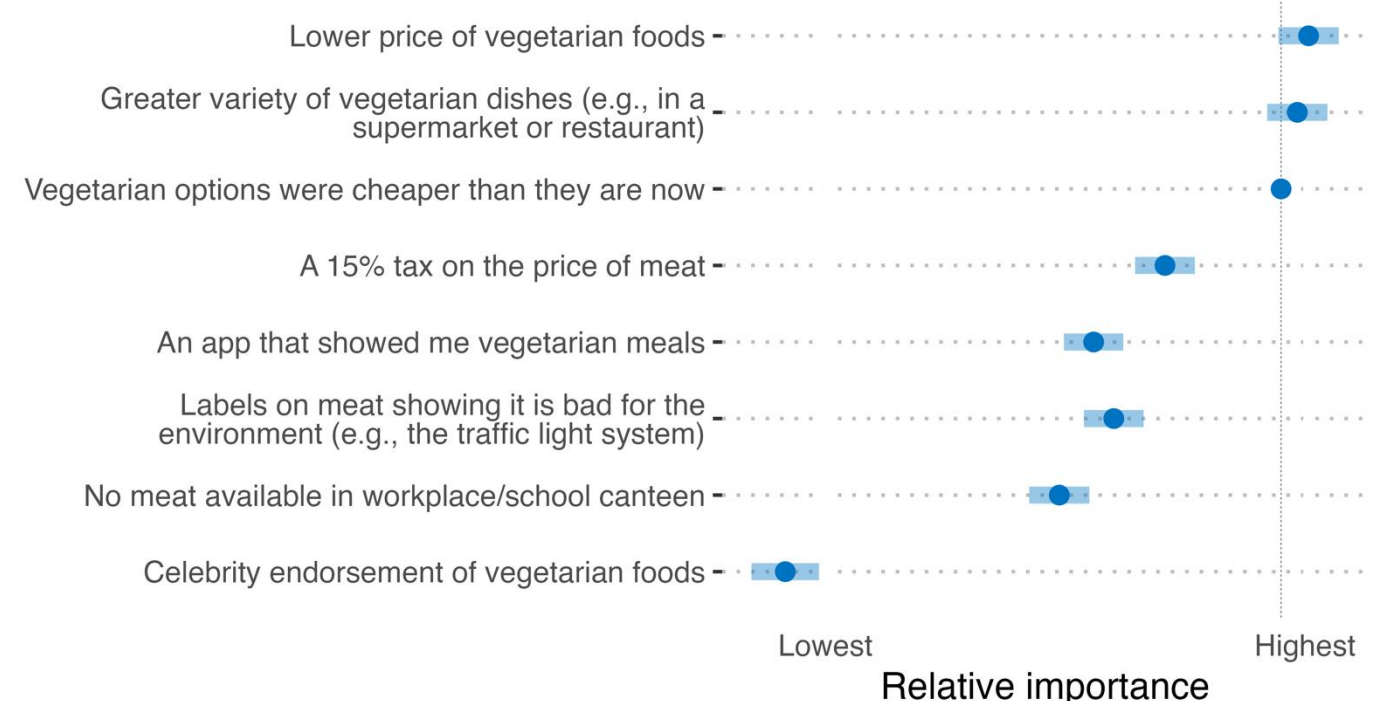 Lower price of vegetarian foods
Greater variety of vegetarian dishes (e.g., in a
supermarket or restaurant)
Vegetarian options were cheaper than they are now
A 15% tax on the price of meat
An app that showed me vegetarian meals
Labels on meat showing it is bad for the
environment (e.g., the traffic light system)
No meat available in workplace/school canteen
Celebrity endorsement of vegetarian foods
Lowest Highest
Relative importance